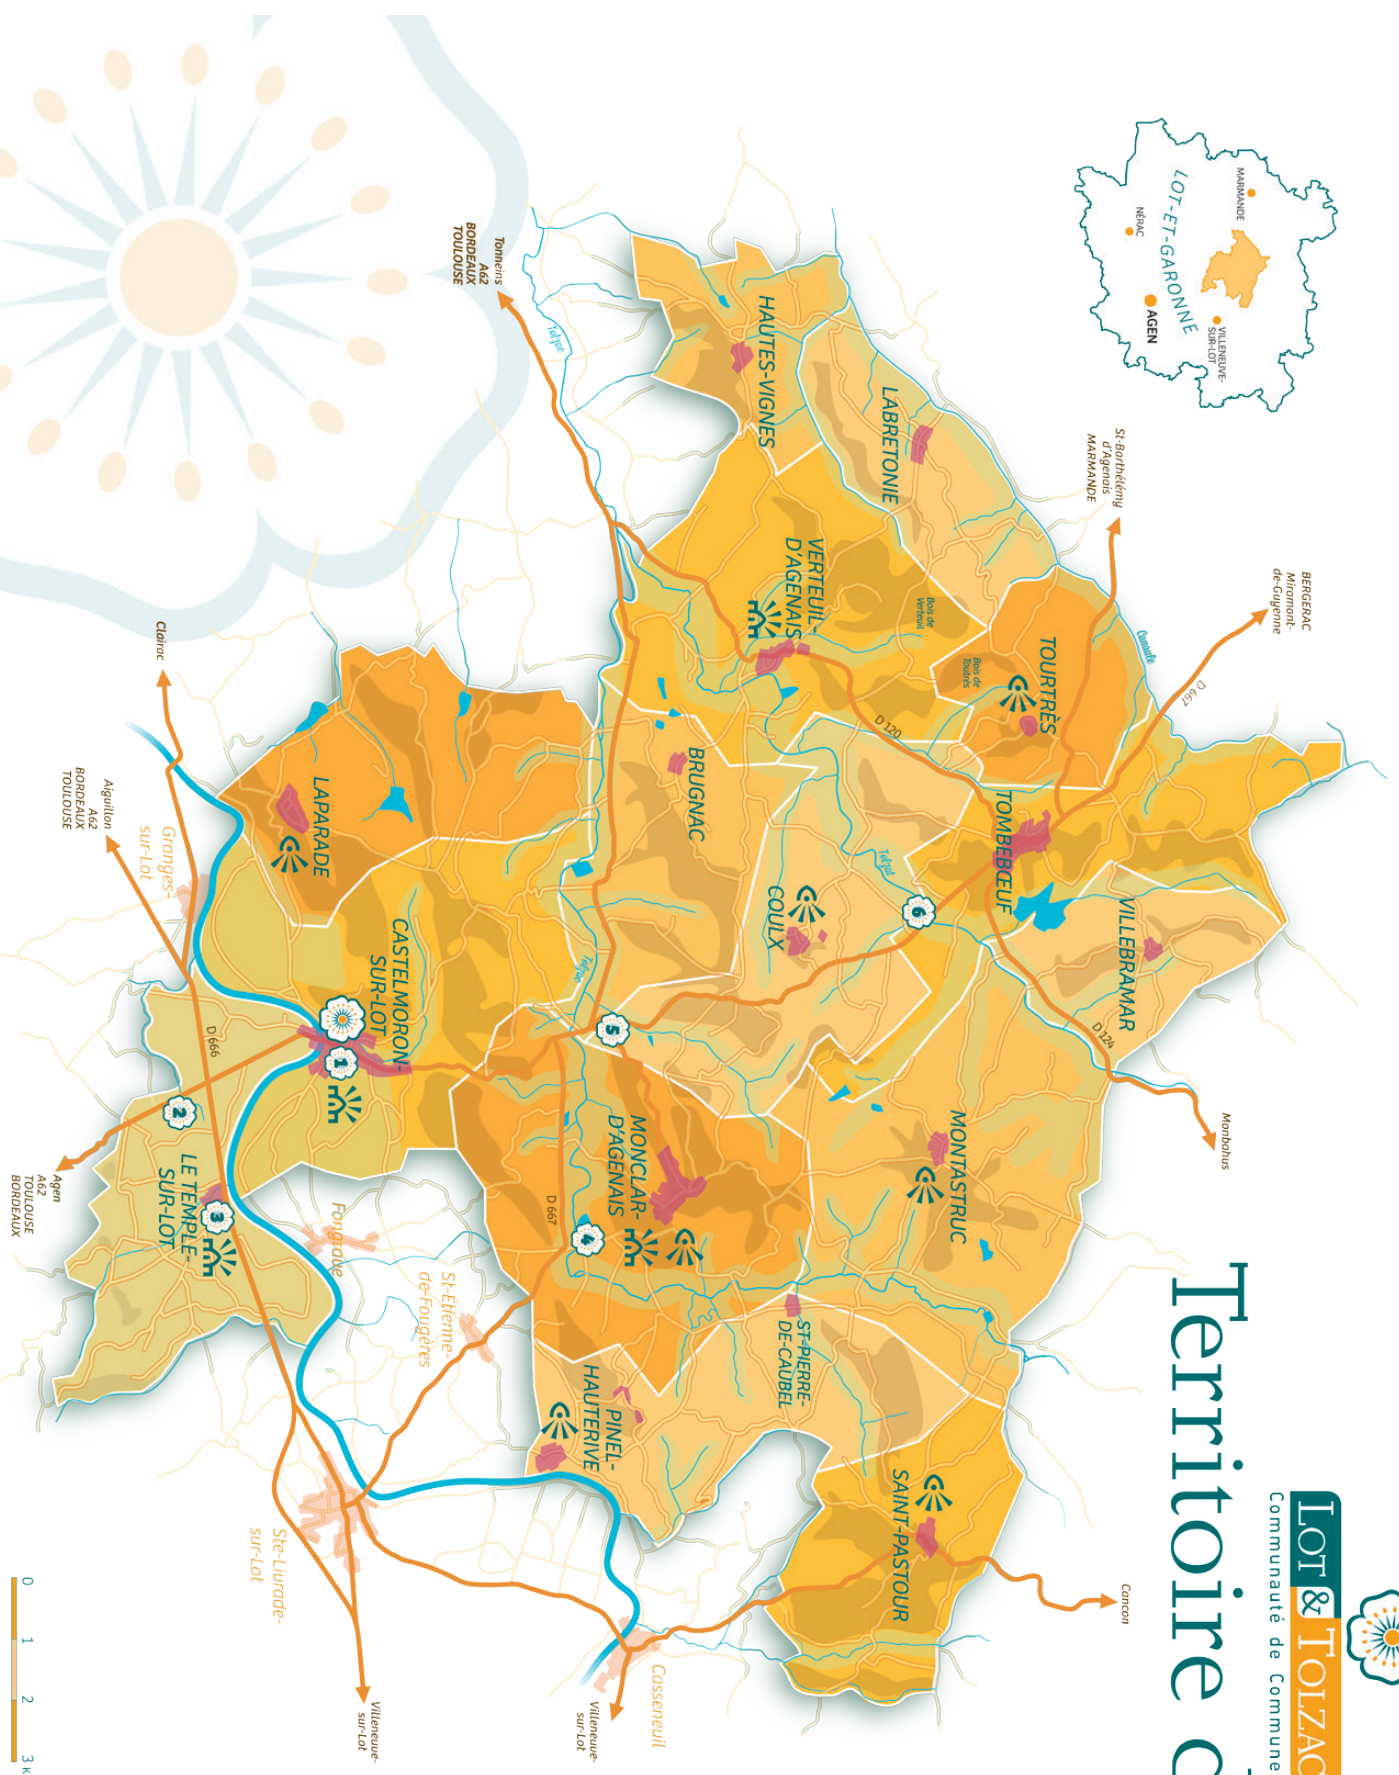 LOT & TOLZAC
Communauté de Communes
Territoire d
LOT-ET-GARONNE
MARMANDE
NÉRAC
AGEN
VILLENEUVE-
SUR-LOT
BERGERAC
Miramont-
de-Guyenne
St-Barthélémy
d'Agenais
MARMANDE
D 667
Canaule
Monbahus
D 124
Cancon
Tonneins
A62
BORDEAUX
TOULOUSE
Tolzac
HAUTES-VIGNES
LABRETONIE
VERTEUIL-
D'AGENAIS
Bois de
Verteuil
TOURTRÈS
Bois de
Tourtrès
D 120
TOMBEBŒUF
VILLEBRAMAR
BRUGNAC
COULX
Tolzac
6
MONTASTRUC
Tolzac
5
MONCLAR-
D'AGENAIS
D 667
4
ST-PIERRE-
DE-CAUBEL
PINEL-
HAUTERIVE
SAINT-PASTOUR
LAPARADE
CASTELMORON-
SUR-LOT
1
2
3
LE TEMPLE-
SUR-LOT
D 666
Clairac
Granges-
sur-Lot
Aiguillon
A62
BORDEAUX
TOULOUSE
Agen
A62
TOULOUSE
BORDEAUX
Fongrave
St-Étienne-
de-Fougères
Ste-Livrade-
sur-Lot
Casseneuil
Villeneuve-
sur-Lot
Villeneuve-
sur-Lot
0 1 2 3 K